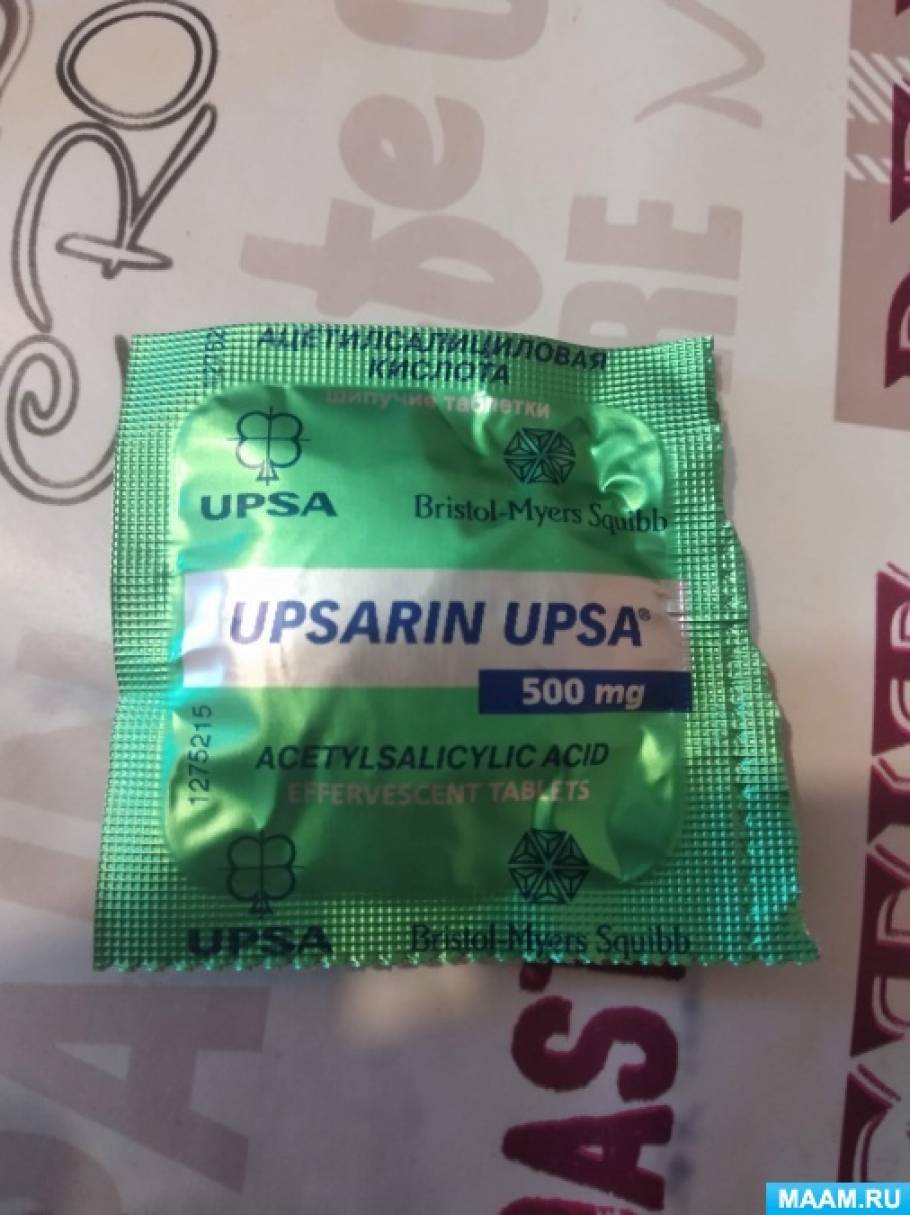 АЦЕТИЛСАЛИЦИЛОВАЯ
КИСЛОТА
шипучие таблетки
UPSA
Bristol-Myers Squibb
UPSARIN UPSA®
500 mg
1275215
ACETYLSALICYLIC ACID
EFFERVESCENT TABLETS
UPSA
Bristol-Myers Squibb
MAAM.RU